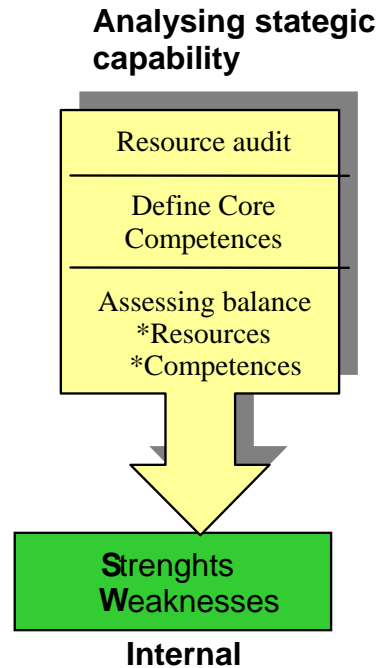 Analysing stategic
capability
Resource audit
Define Core
Competences
Assessing balance
*Resources
*Competences
Strenghts
Weaknesses
Internal